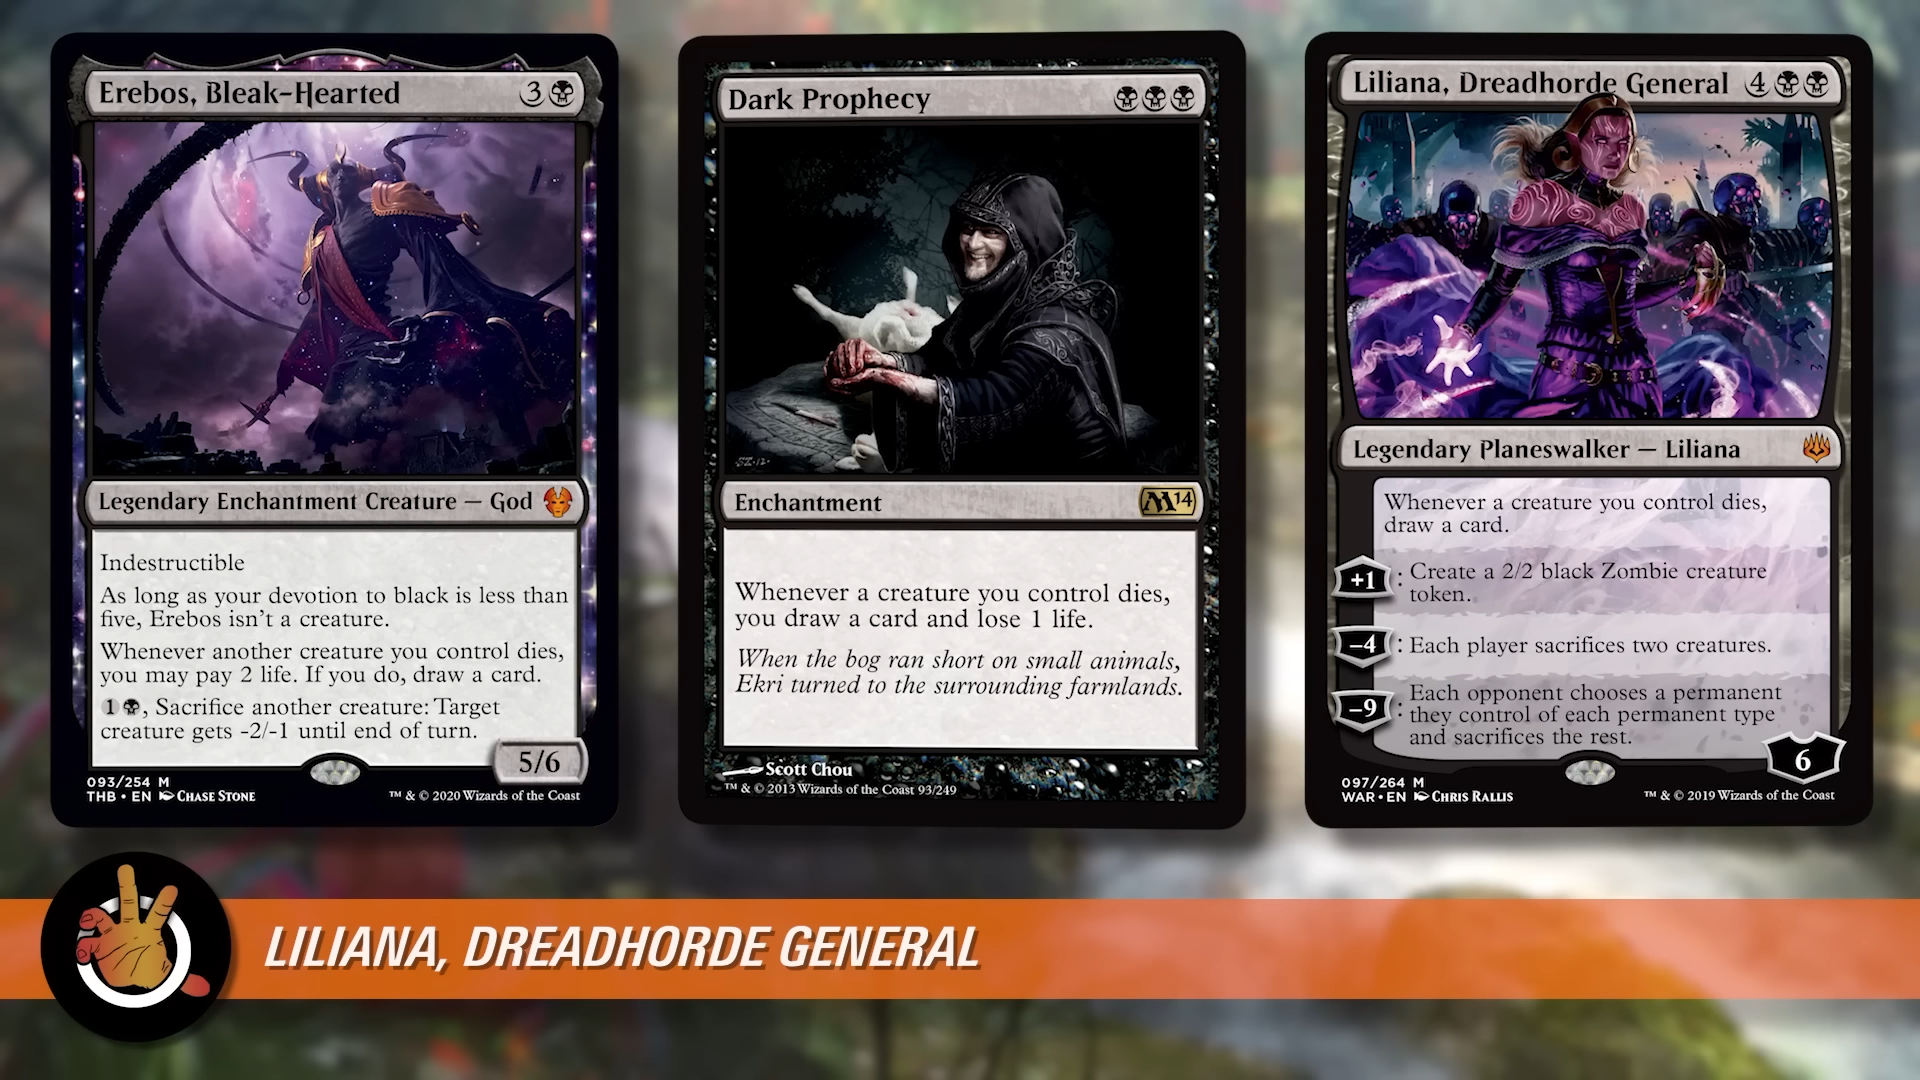 Erebos, Bleak-Hearted 3
Legendary Enchantment Creature — God
Indestructible
As long as your devotion to black is less than
five, Erebos isn't a creature.
Whenever another creature you control dies,
you may pay 2 life. If you do, draw a card.
1 , Sacrifice another creature: Target
creature gets -2/-1 until end of turn.
5/6
093/254 M
THB • EN Chase Stone
™ & © 2020 Wizards of the Coast
Dark Prophecy
SZ·12·
Enchantment
M14
Whenever a creature you control dies,
you draw a card and lose 1 life.
When the bog ran short on small animals,
Ekri turned to the surrounding farmlands.
Scott Chou
™ & © 2013 Wizards of the Coast 93/249
Liliana, Dreadhorde General 4
Legendary Planeswalker — Liliana
Whenever a creature you control dies,
draw a card.
+1 : Create a 2/2 black Zombie creature
token.
−4 : Each player sacrifices two creatures.
−9 : Each opponent chooses a permanent
they control of each permanent type
and sacrifices the rest.
6
097/264 M
WAR • EN Chris Rallis
™ & © 2019 Wizards of the Coast
LILIANA, DREADHORDE GENERAL